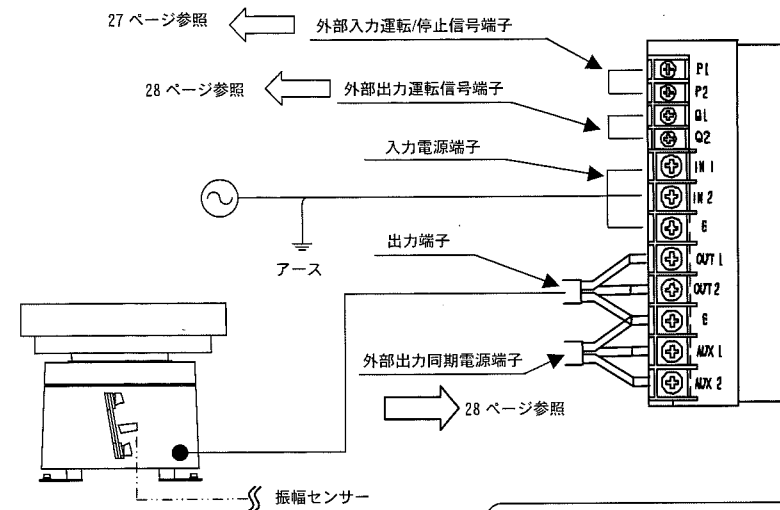 27 ページ参照
外部入力運転/停止信号端子
28 ページ参照
外部出力運転信号端子
入力電源端子
アース
出力端子
外部出力同期電源端子
28 ページ参照
振幅センサー
P1
P2
Q1
Q2
IN 1
IN 2
G
OUT 1
OUT 2
G
AUX 1
AUX 2